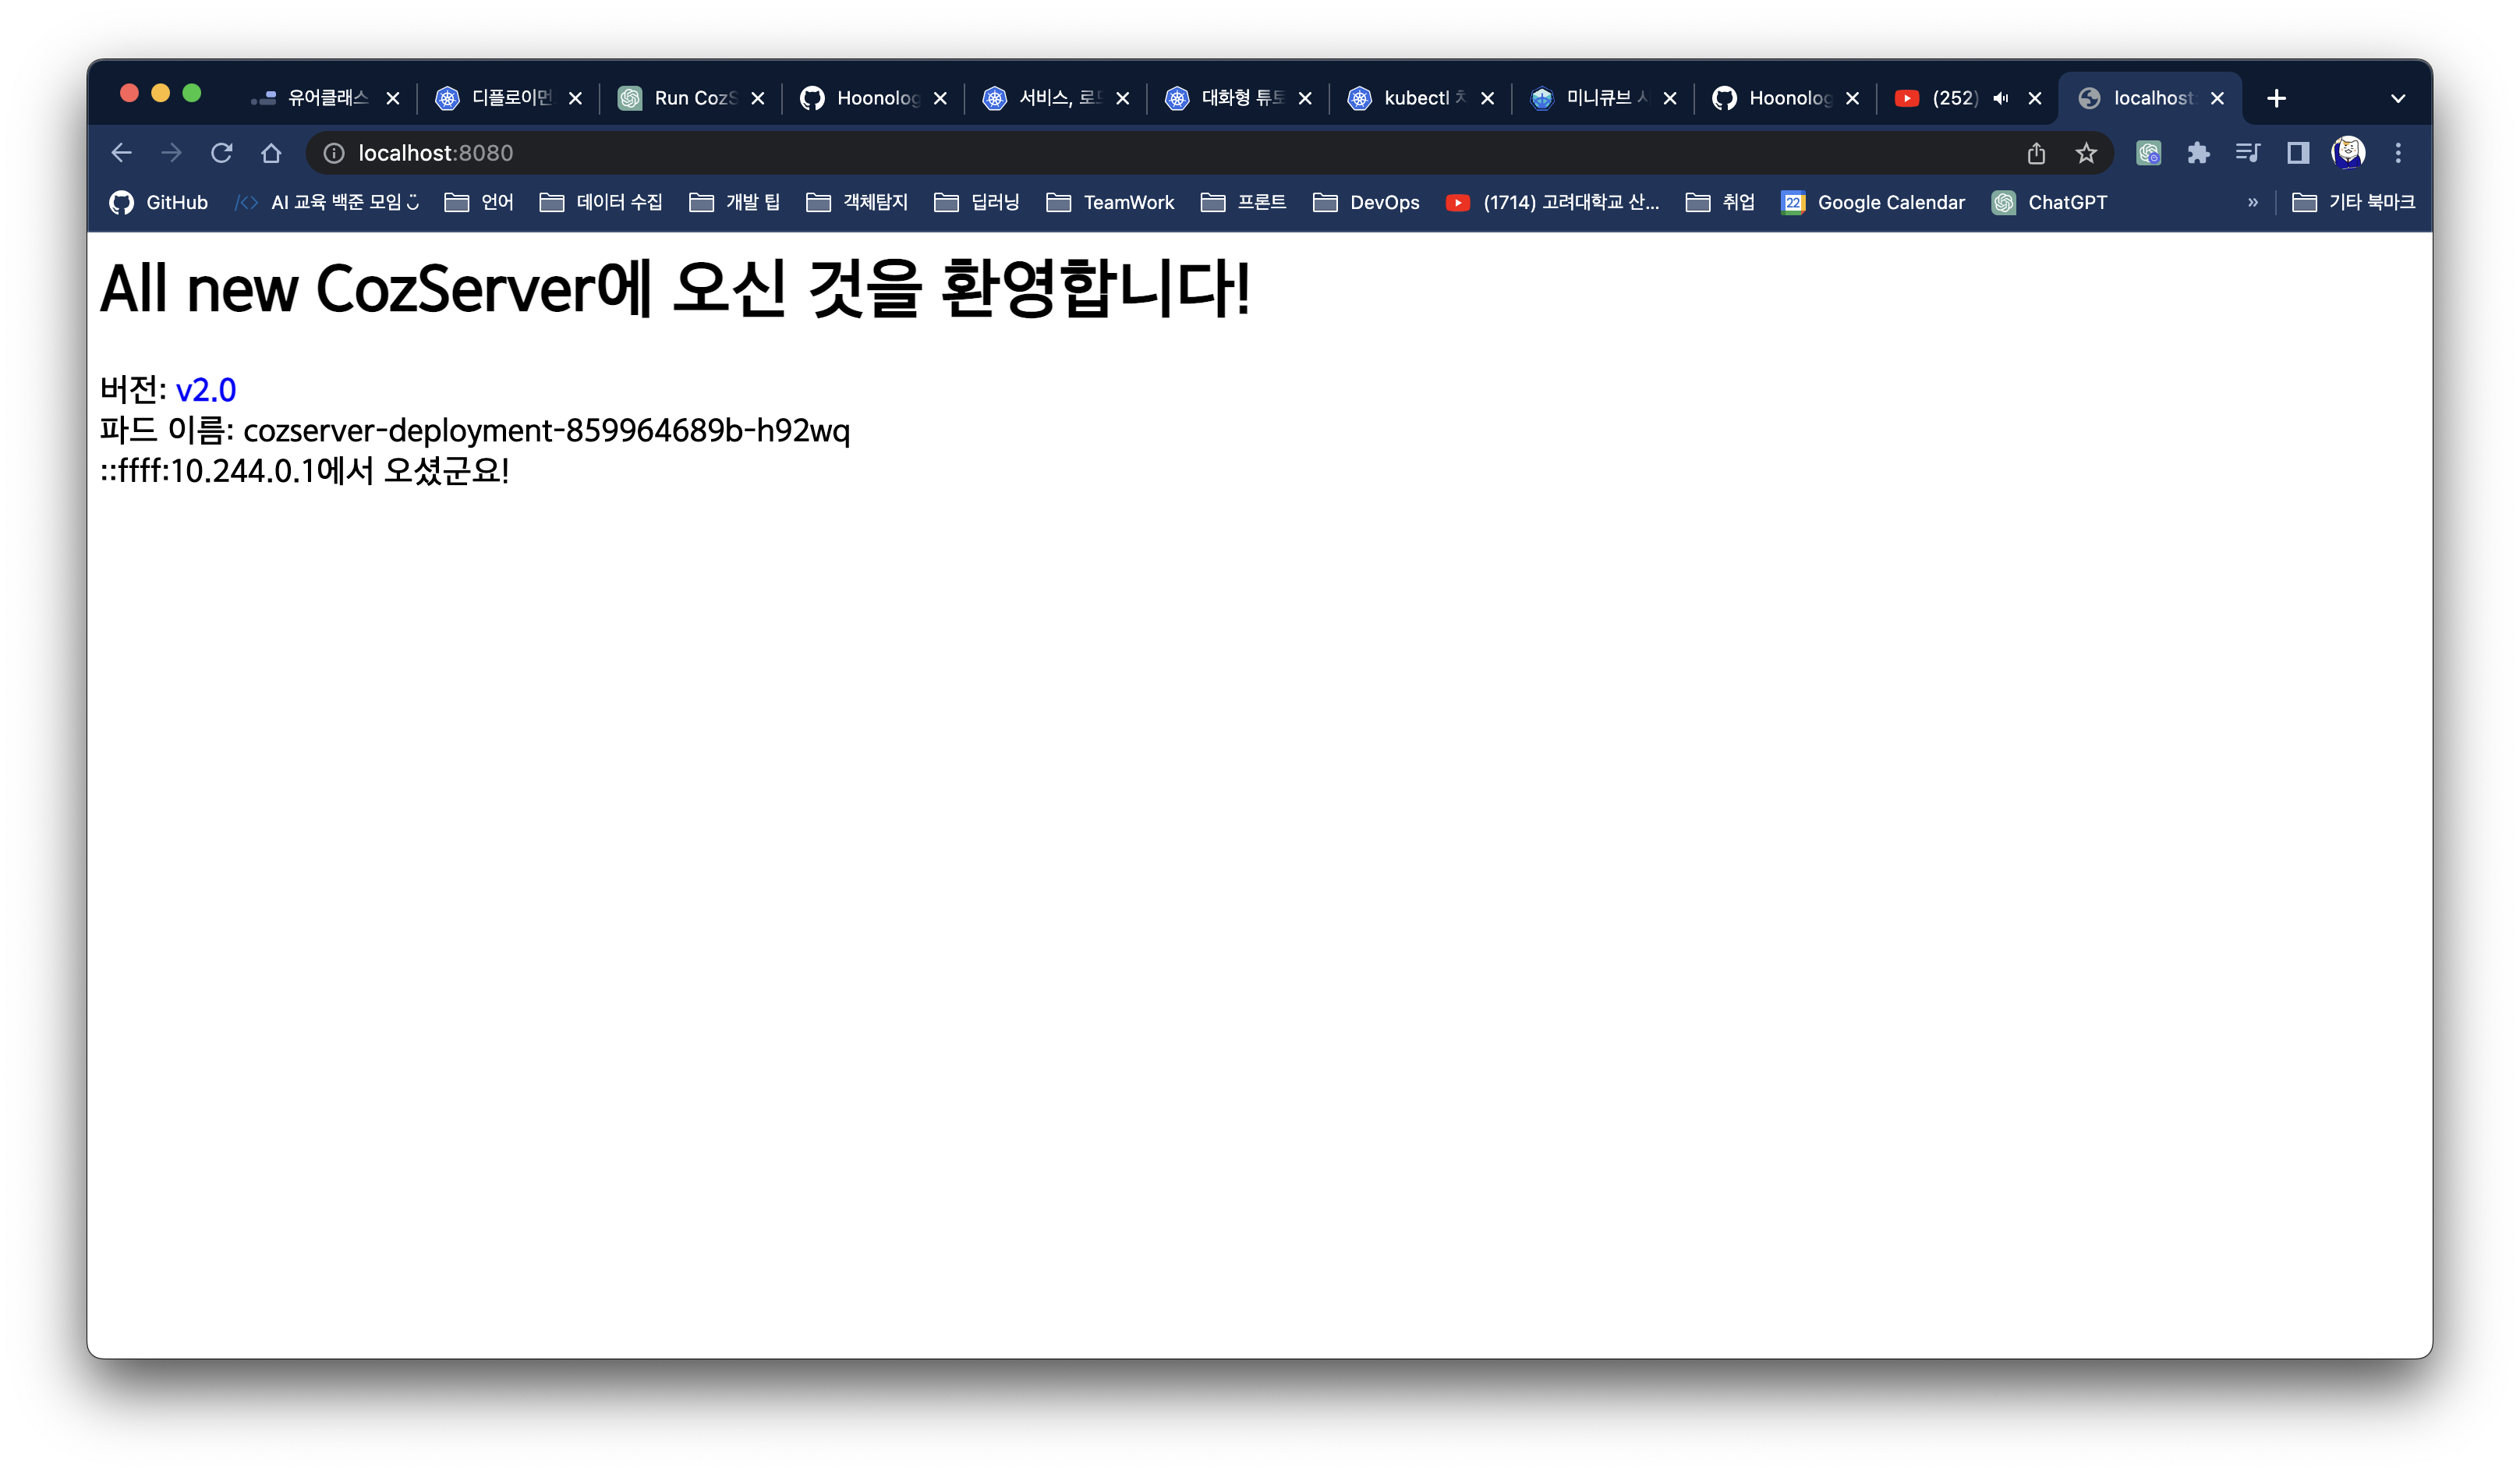 유어클래스 디플로이먼 Run CozS Hoonolog 서비스, 로드 대화형 튜토 kubectl 치 미니큐브 Hoonolog (252) localhost
localhost:8080
GitHub AI 교육 백준 모임 언어 데이터 수집 개발 팁 객체탐지 딥러닝 TeamWork 프론트 DevOps (1714) 고려대학교 산... 취업 22 Google Calendar ChatGPT » 기타 북마크
All new CozServer에 오신 것을 환영합니다!
버전: v2.0
파드 이름: cozserver-deployment-859964689b-h92wq
::ffff:10.244.0.1에서 오셨군요!